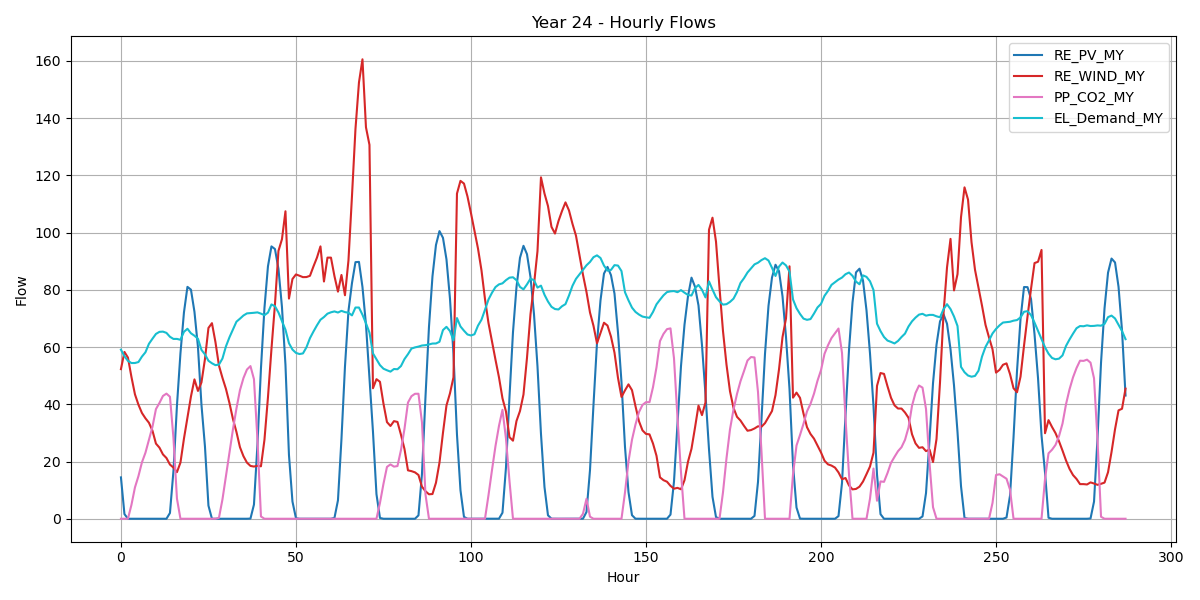 Year 24 - Hourly Flows
RE_PV_MY
RE_WIND_MY
PP_CO2_MY
EL_Demand_MY
160
140
120
100
80
60
40
20
0
Flow
0 50 100 150 200 250 300
Hour